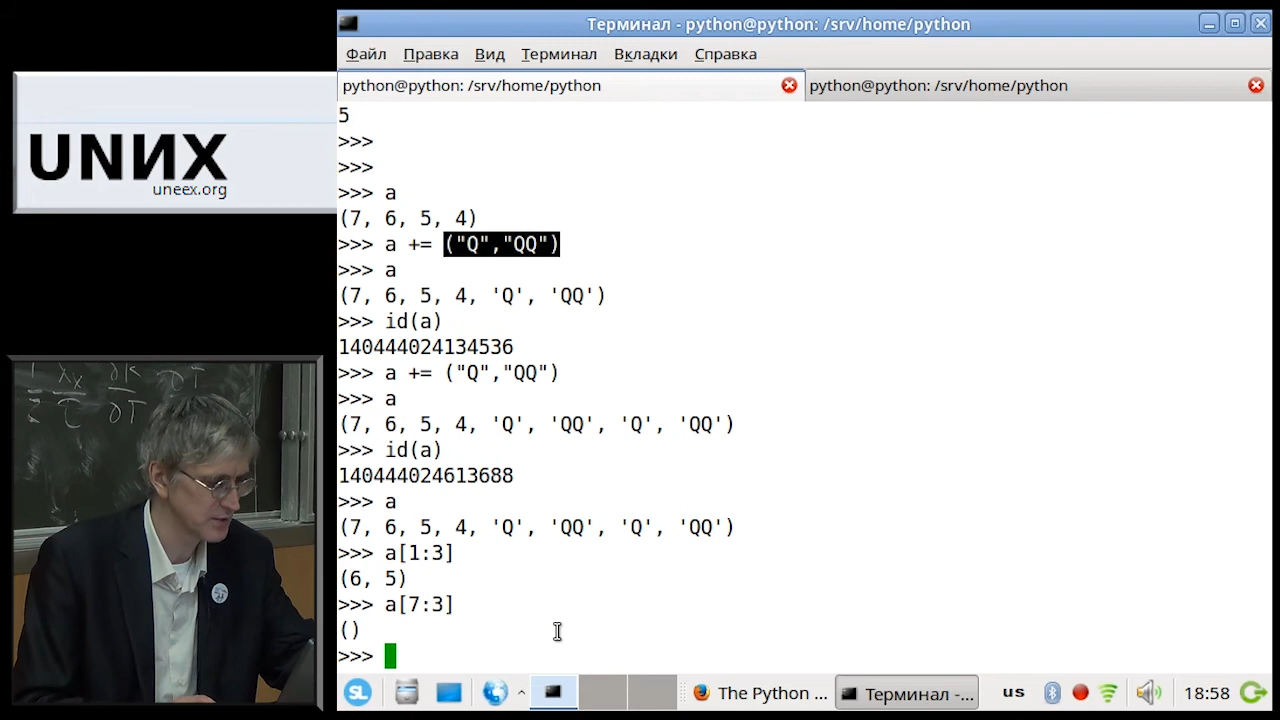 Терминал - python@python: /srv/home/python
Файл Правка Вид Терминал Вкладки Справка
python@python: /srv/home/python
python@python: /srv/home/python
UNИX
uneex.org
5
>>>
>>>
>>> a
(7, 6, 5, 4)
>>> a += ("Q","QQ")
>>> a
(7, 6, 5, 4, 'Q', 'QQ')
>>> id(a)
140444024134536
>>> a += ("Q","QQ")
>>> a
(7, 6, 5, 4, 'Q', 'QQ', 'Q', 'QQ')
>>> id(a)
140444024613688
>>> a
(7, 6, 5, 4, 'Q', 'QQ', 'Q', 'QQ')
>>> a[1:3]
(6, 5)
>>> a[7:3]
()
>>>
SL
The Python ...
Терминал -...
us
18:58